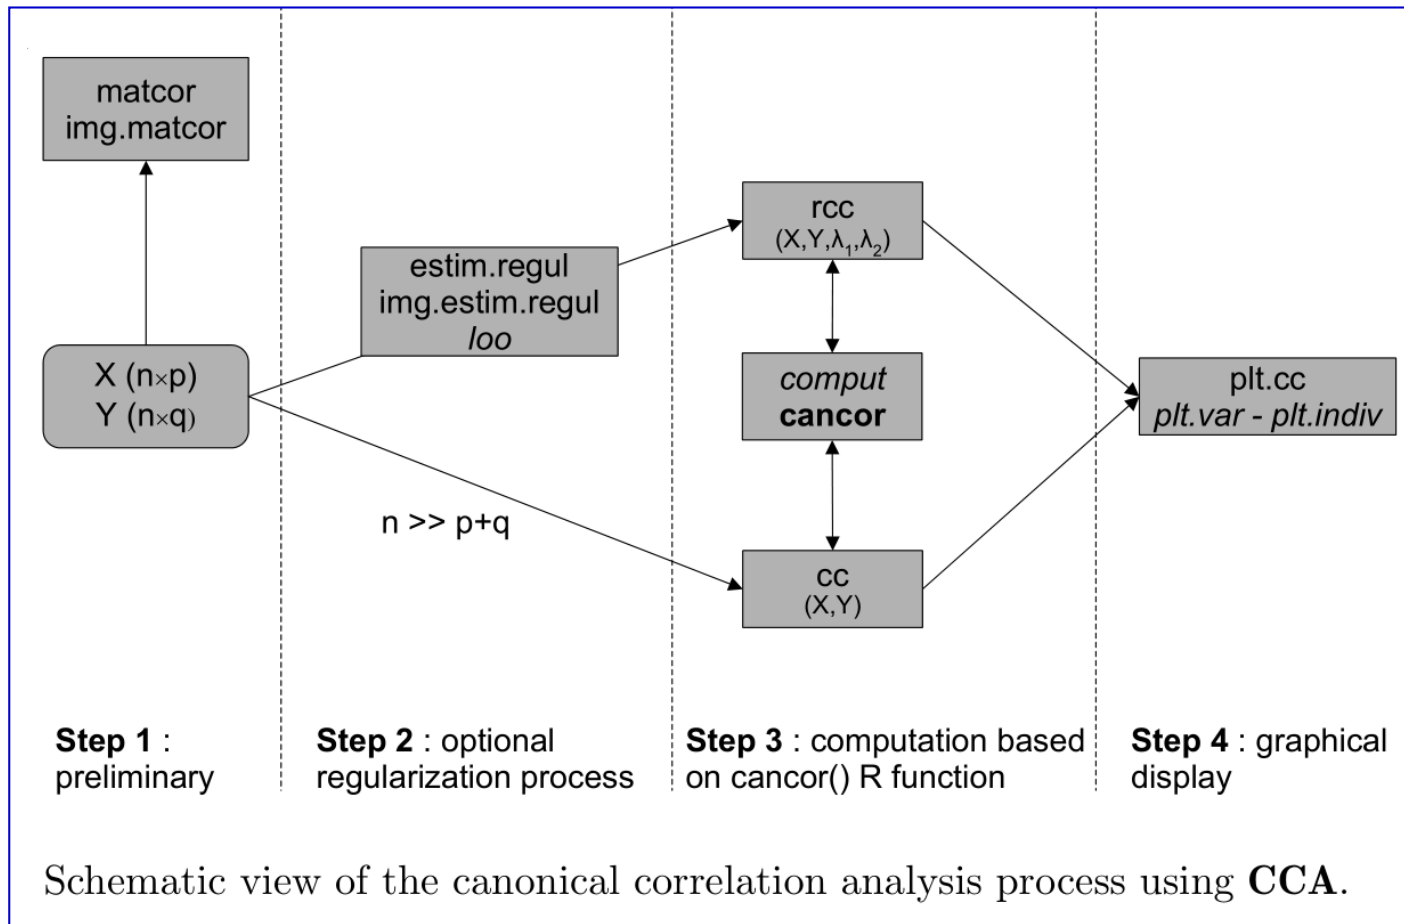 matcor
img.matcor
X (n×p)
Y (n×q)
estim.regul
img.estim.regul
loo
n >> p+q
rcc
(X,Y,λ₁,λ₂)
comput
cancor
cc
(X,Y)
plt.cc
plt.var - plt.indiv
Step 1 :
preliminary
Step 2 : optional
regularization process
Step 3 : computation based
on cancor() R function
Step 4 : graphical
display
Schematic view of the canonical correlation analysis process using CCA.